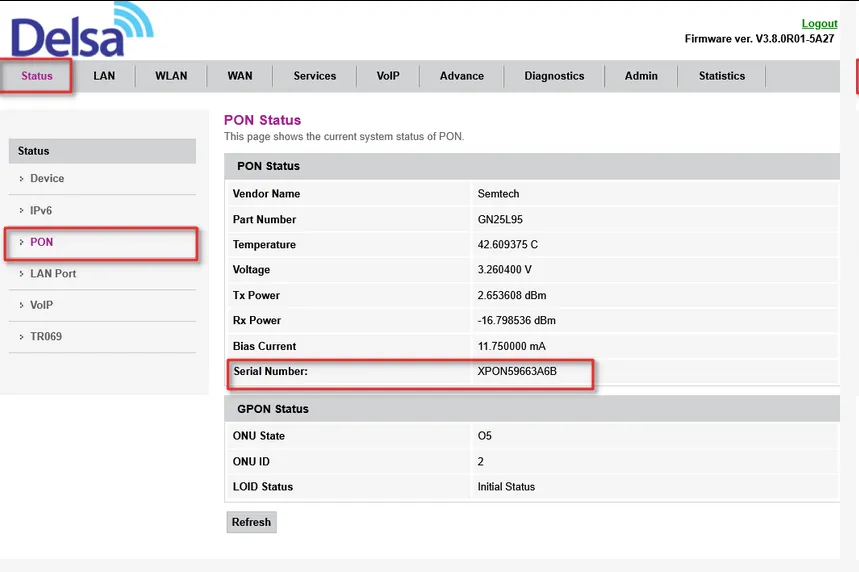 Delsa
Logout
Firmware ver. V3.8.0R01-5A27
Status LAN WLAN WAN Services VoIP Advance Diagnostics Admin Statistics
Status
Device
IPv6
PON
LAN Port
VoIP
TR069
PON Status
This page shows the current system status of PON.
PON Status
Vendor Name Semtech
Part Number GN25L95
Temperature 42.609375 C
Voltage 3.260400 V
Tx Power 2.653608 dBm
Rx Power -16.798536 dBm
Bias Current 11.750000 mA
Serial Number: XPON59663A6B
GPON Status
ONU State O5
ONU ID 2
LOID Status Initial Status
Refresh